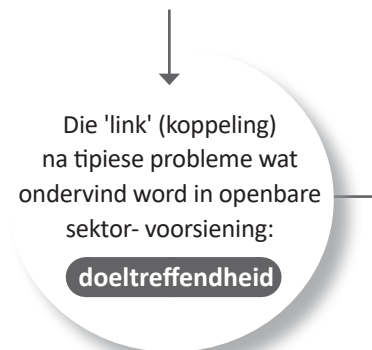 Die 'link' (koppeling)
na tipiese probleme wat
ondervind word in openbare
sektor- voorsiening:
doeltreffendheid